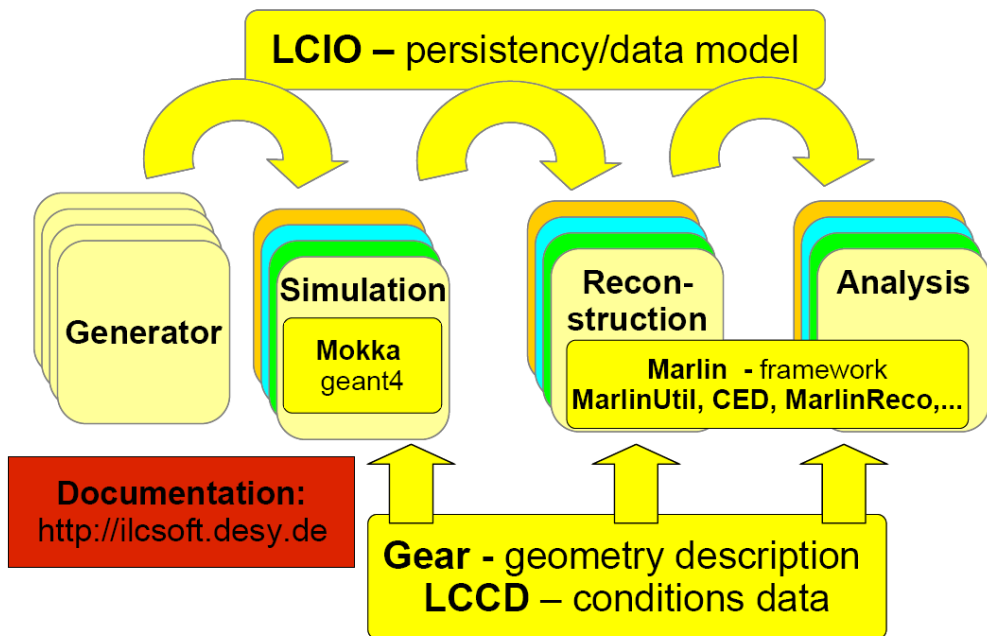 LCIO – persistency/data model
Generator
Simulation
Mokka
geant4
Recon-
struction
Analysis
Marlin - framework
MarlinUtil, CED, MarlinReco,...
Documentation:
http://ilcsoft.desy.de
Gear - geometry description
LCCD – conditions data